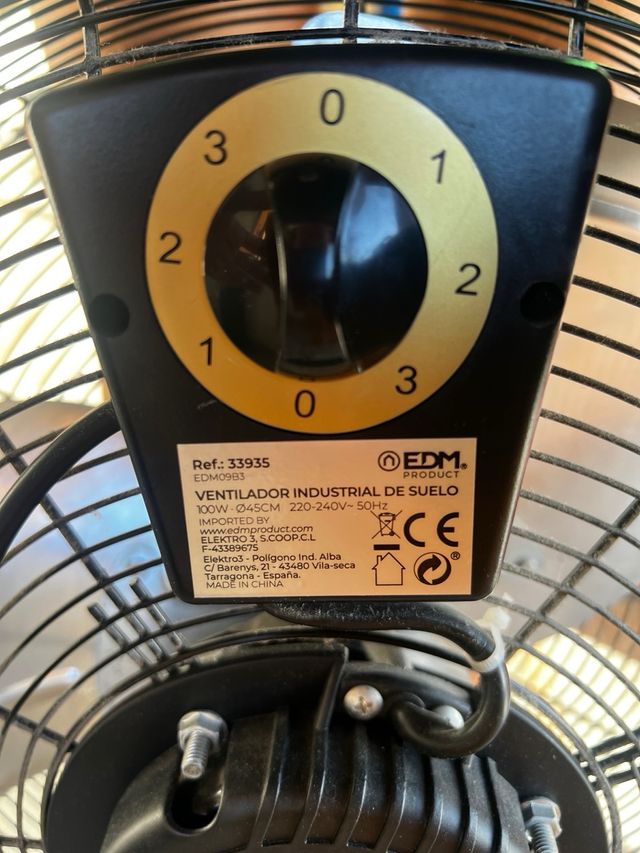 0
3 1
2 2
1 3
0
Ref.: 33935
EDM09B3
EDM®
PRODUCT
VENTILADOR INDUSTRIAL DE SUELO
100W - Ø45CM 220-240V~ 50Hz
IMPORTED BY
www.edmproduct.com
ELEKTRO 3, S.COOP.C.L
F-43389675
Elektro3 - Polígono Ind. Alba
C/ Barenys, 21 - 43480 Vila-seca
Tarragona - España.
MADE IN CHINA
CE
®